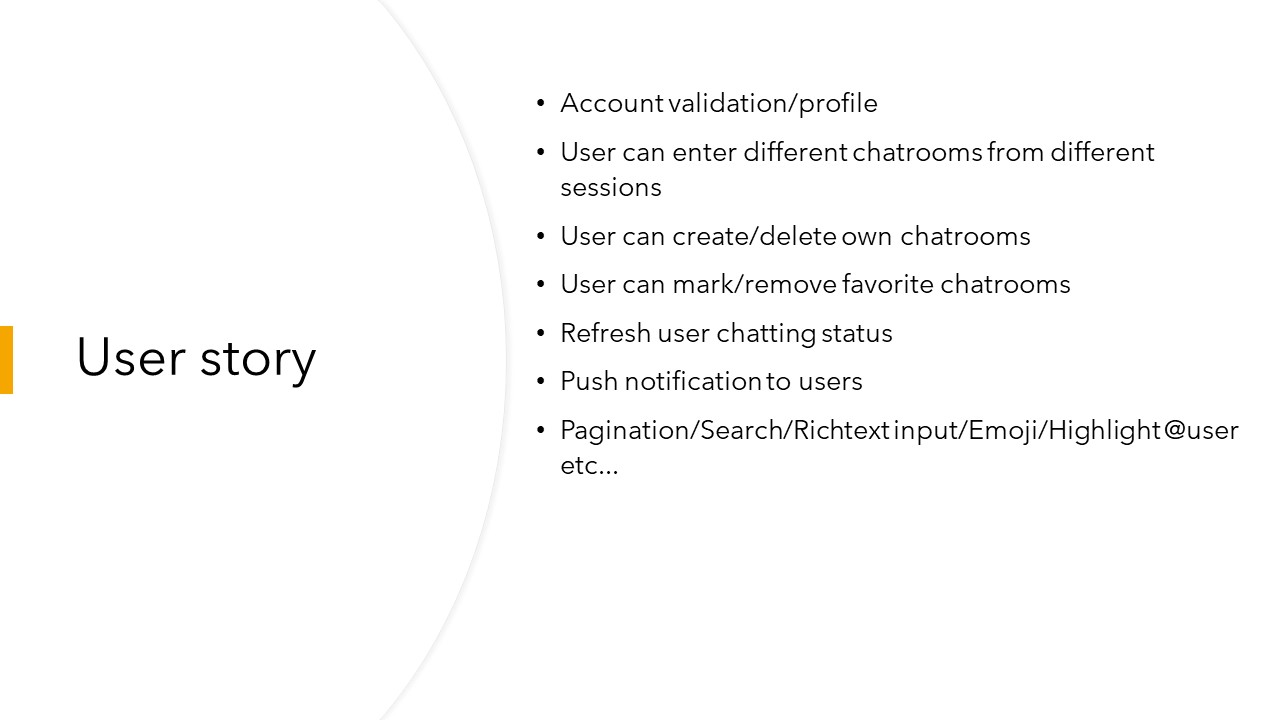 User story
• Account validation/profile
• User can enter different chatrooms from different
sessions
• User can create/delete own chatrooms
• User can mark/remove favorite chatrooms
• Refresh user chatting status
• Push notification to users
• Pagination/Search/Richtext input/Emoji/Highlight @user
etc...